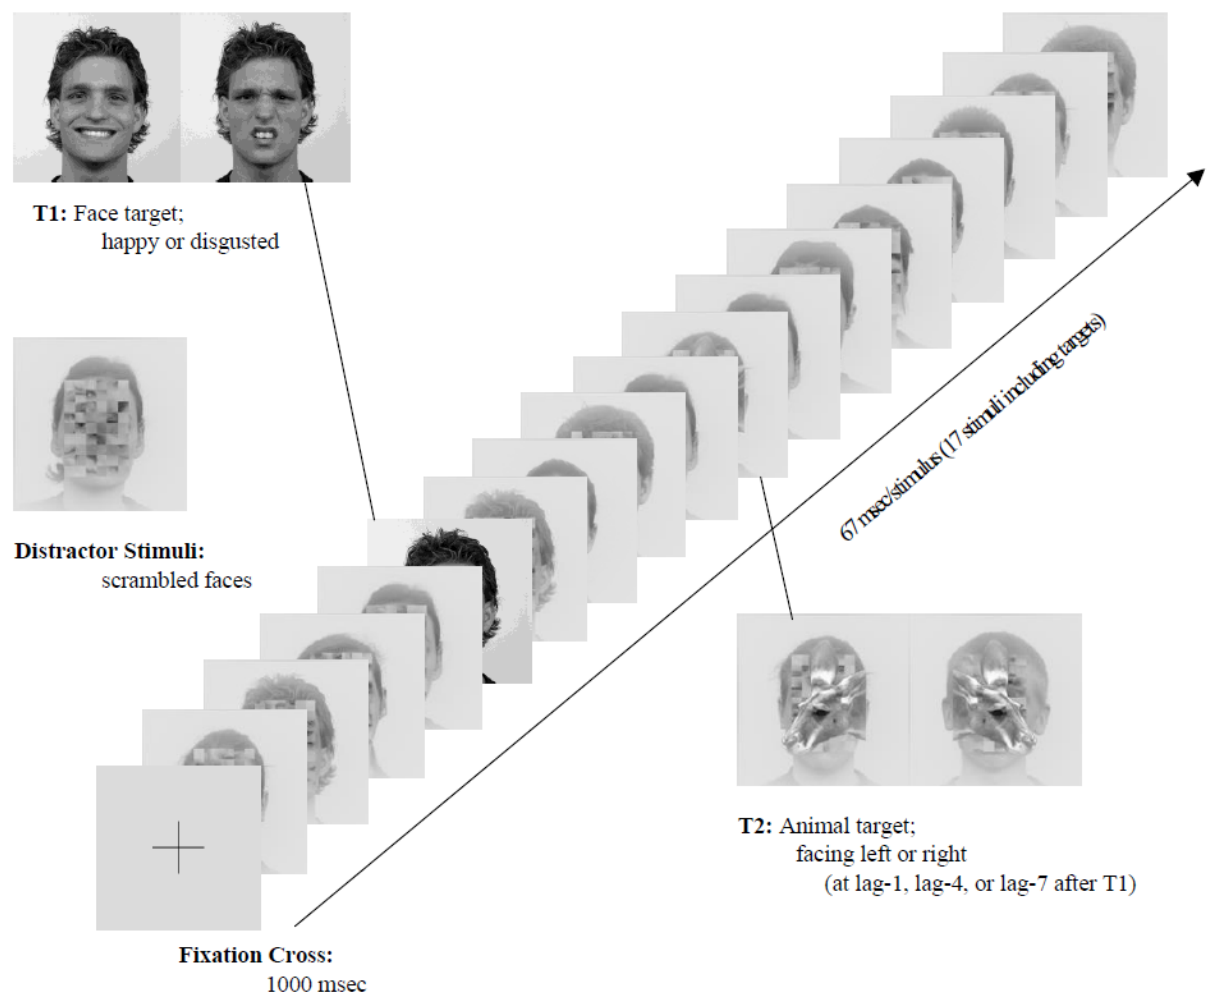 T1: Face target;
happy or disgusted
Distractor Stimuli:
scrambled faces
67 msec/stimulus (17 stimuli including targets)
T2: Animal target;
facing left or right
(at lag-1, lag-4, or lag-7 after T1)
Fixation Cross:
1000 msec